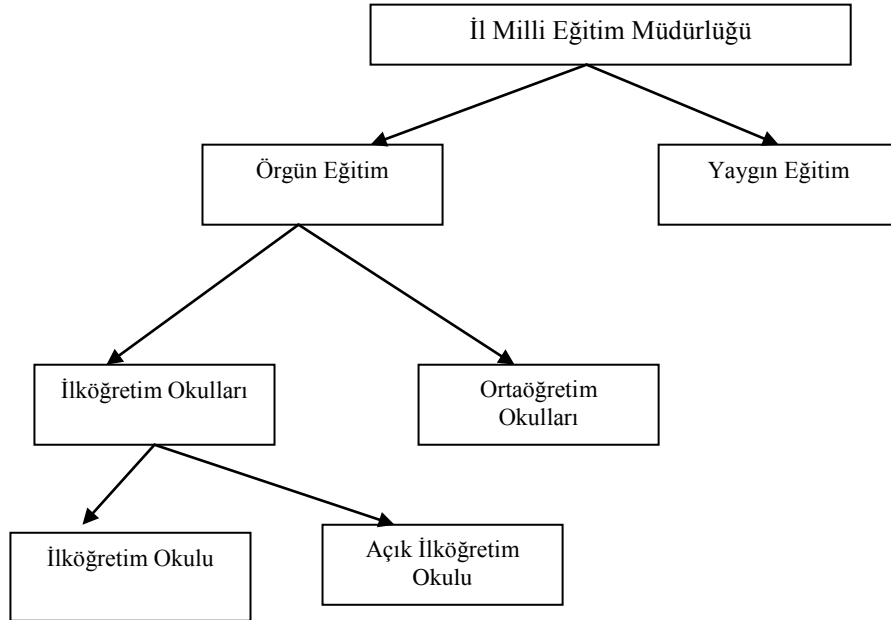 İl Milli Eğitim Müdürlüğü
Örgün Eğitim
Yaygın Eğitim
İlköğretim Okulları
Ortaöğretim
Okulları
İlköğretim Okulu
Açık İlköğretim
Okulu